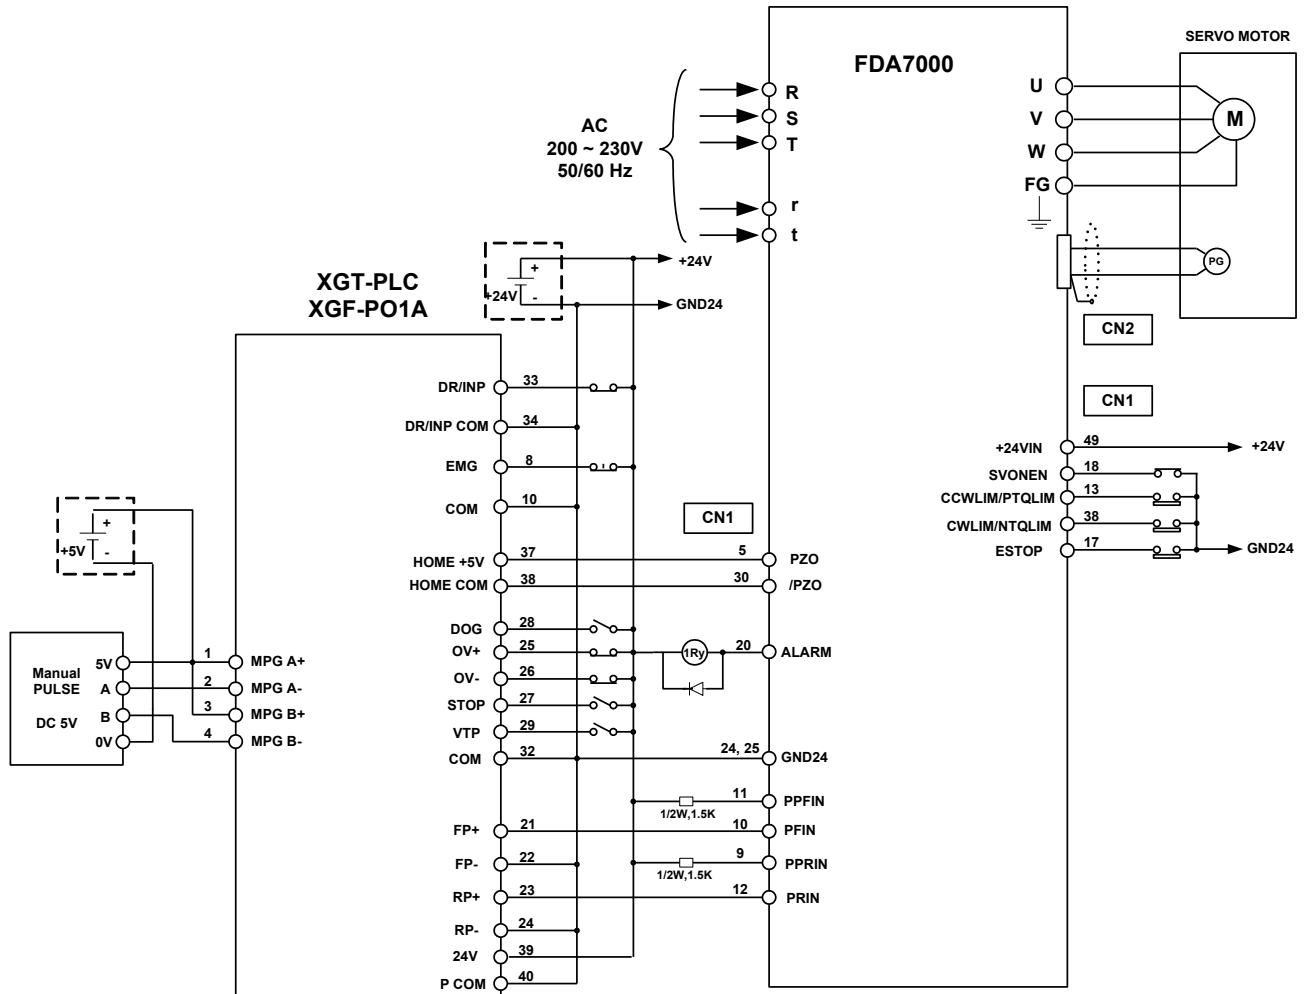 SERVO MOTOR
FDA7000
R
S
T
r
t
AC
200 ~ 230V
50/60 Hz
U
V
W
FG
M
PG
CN2
CN1
+24V
GND24
+
+24V
-
XGT-PLC
XGF-PO1A
DR/INP 33
DR/INP COM 34
EMG 8
COM 10
HOME +5V 37
HOME COM 38
DOG 28
OV+ 25
OV- 26
STOP 27
VTP 29
COM 32
FP+ 21
FP- 22
RP+ 23
RP- 24
24V 39
P COM 40
CN1
5 PZO
30 /PZO
1Ry 20 ALARM
24, 25 GND24
11 PPFIN
1/2W,1.5K
10 PFIN
9 PPRIN
1/2W,1.5K
12 PRIN
+24VIN 49 +24V
SVONEN 18
CCWLIM/PTQLIM 13
CWLIM/NTQLIM 38
ESTOP 17 GND24
+
+5V
-
Manual
PULSE
DC 5V
5V 1 MPG A+
A 2 MPG A-
B 3 MPG B+
0V 4 MPG B-